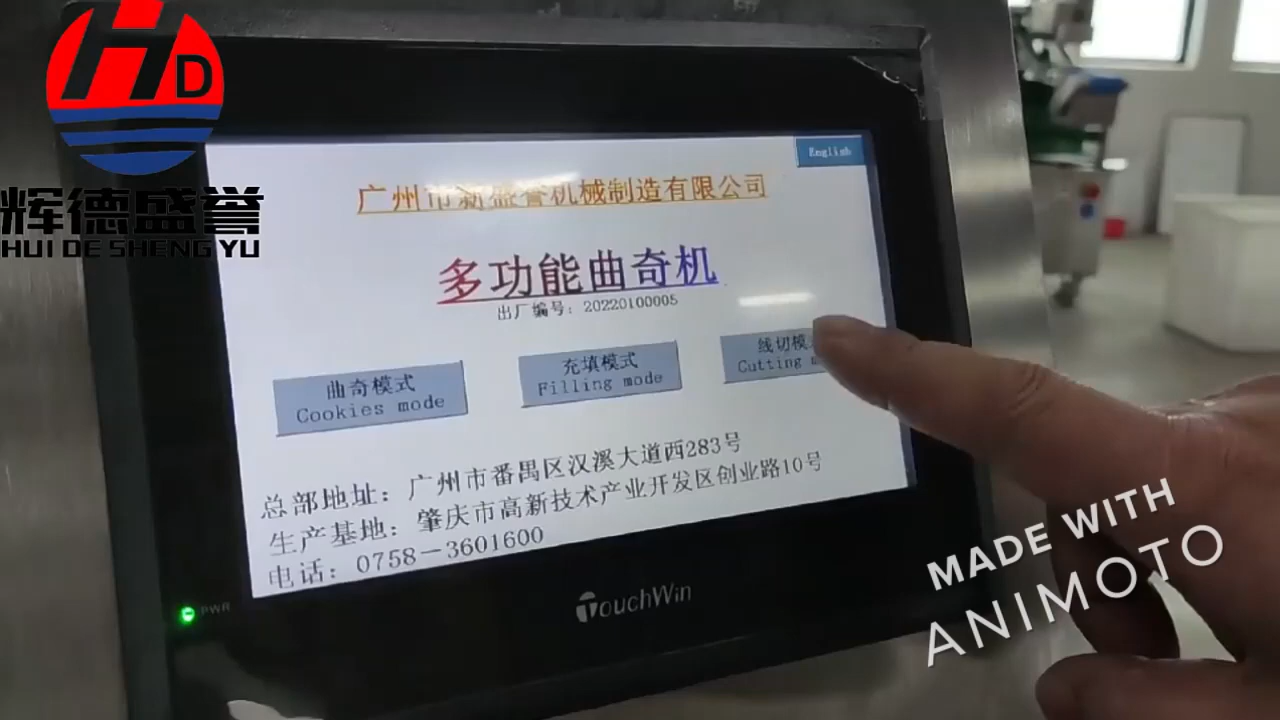 HD
辉德盛誉
HUI DE SHENG YU
English
广州市新盛誉机械制造有限公司
多功能曲奇机
出厂编号: 20220100005
曲奇模式
Cookies mode
充填模式
Filling mode
线切模
Cutting
总部地址: 广州市番禺区汉溪大道西283号
生产基地: 肇庆市高新技术产业开发区创业路10号
电话: 0758-3601600
PWR
TouchWin
MADE WITH
ANIMOTO